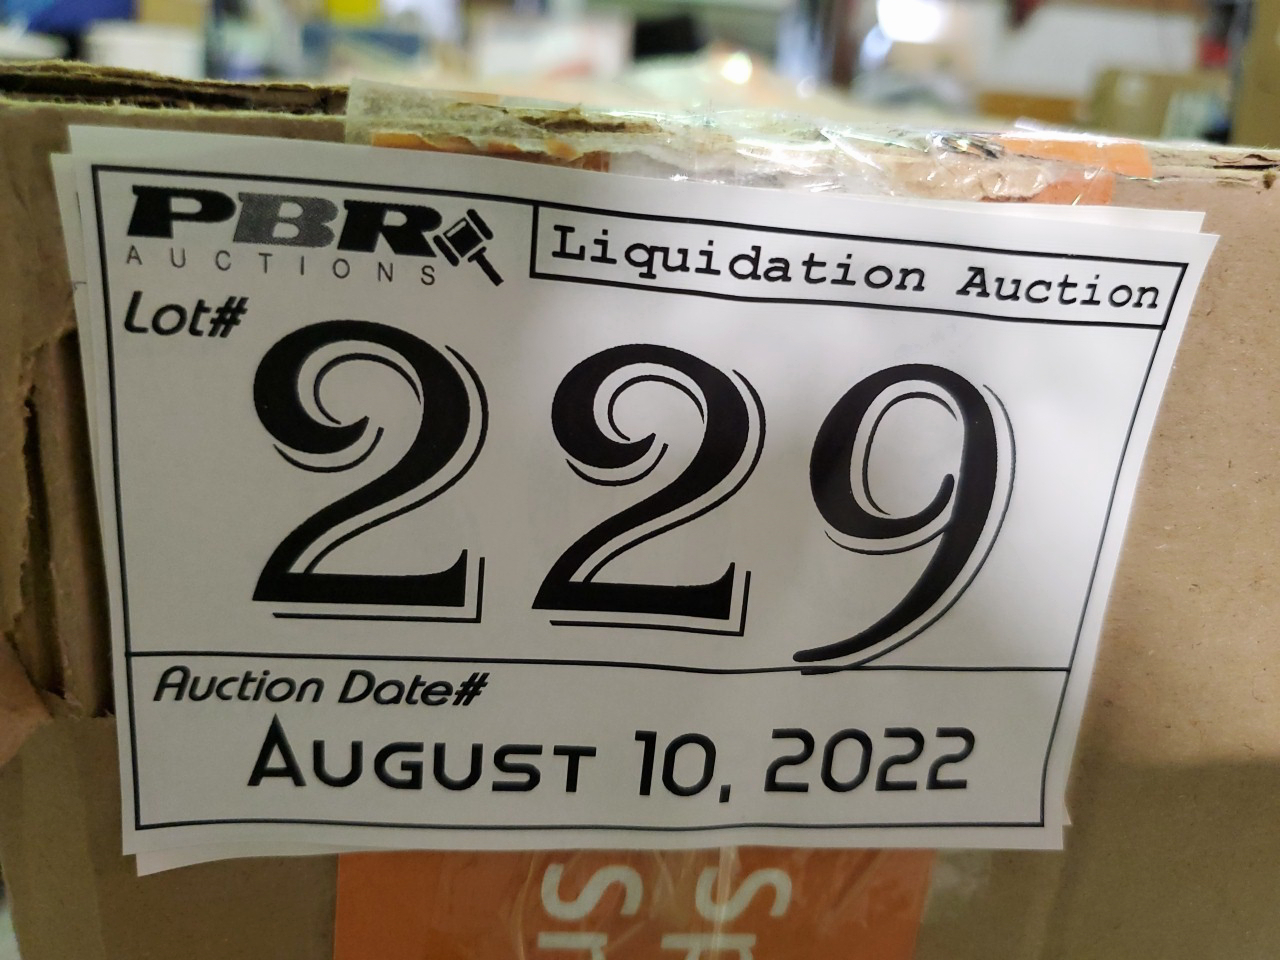 PBR
AUCTIONS
Liquidation Auction
Lot#
229
Auction Date#
AUGUST 10, 2022